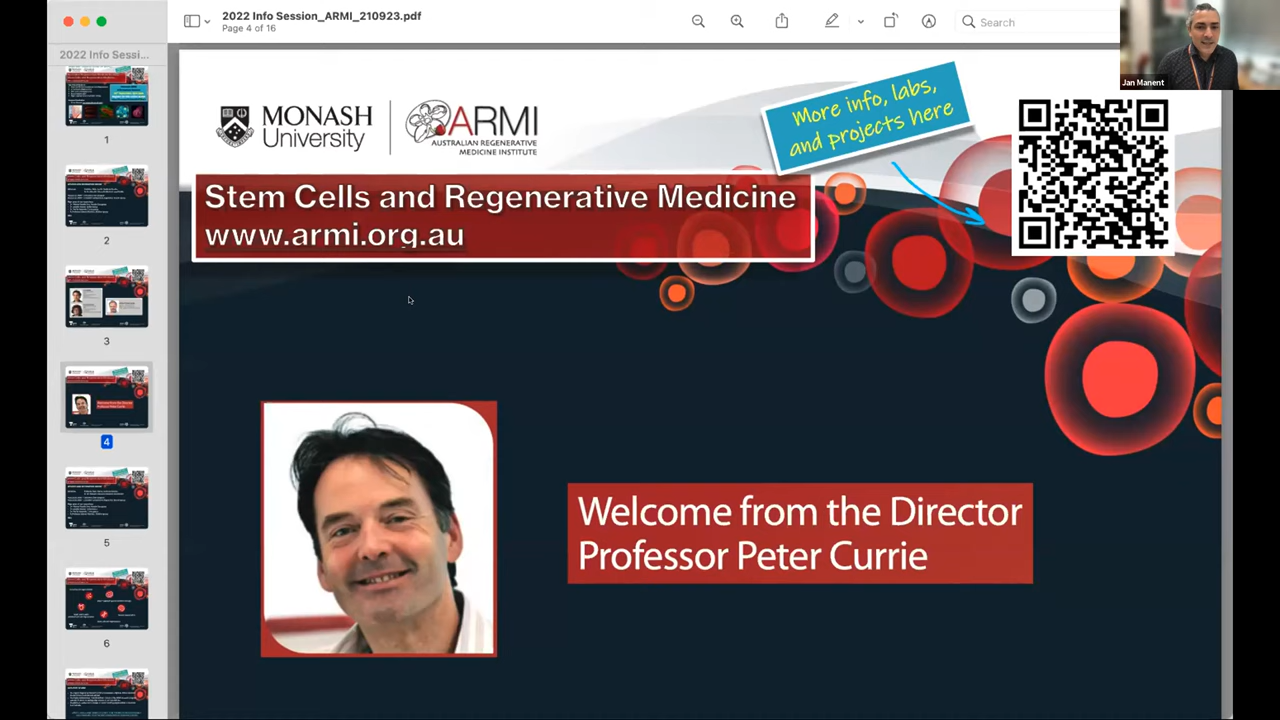 2022 Info Session_ARMI_210923.pdf
Page 4 of 16
Search
Jan Manent
2022 Info Sessi...
1
2
3
4
5
6
MONASH
University
ARMI
AUSTRALIAN REGENERATIVE
MEDICINE INSTITUTE
More info, labs,
and projects here
Stem Cells and Regenerative Medicine
www.armi.org.au
Welcome from the Director
Professor Peter Currie